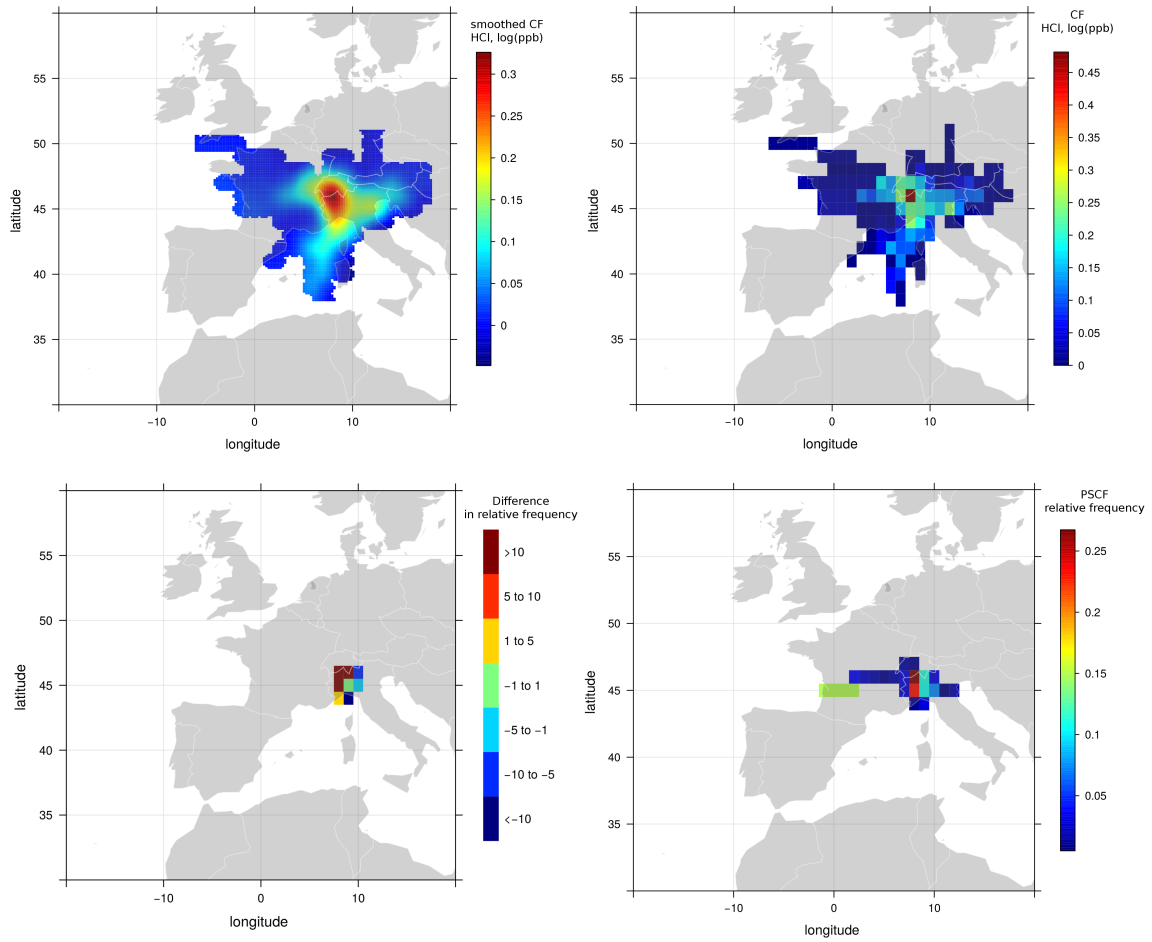 smoothed CF
HCl, log(ppb)
0.3
0.25
0.2
0.15
0.1
0.05
0
55
50
45
40
35
latitude
−10
0
10
longitude
CF
HCl, log(ppb)
0.45
0.4
0.35
0.3
0.25
0.2
0.15
0.1
0.05
0
55
50
45
40
35
latitude
−10
0
10
longitude
Difference
in relative frequency
>10
5 to 10
1 to 5
−1 to 1
−5 to −1
−10 to −5
<−10
55
50
45
40
35
latitude
−10
0
10
longitude
PSCF
relative frequency
0.25
0.2
0.15
0.1
0.05
55
50
45
40
35
latitude
−10
0
10
longitude